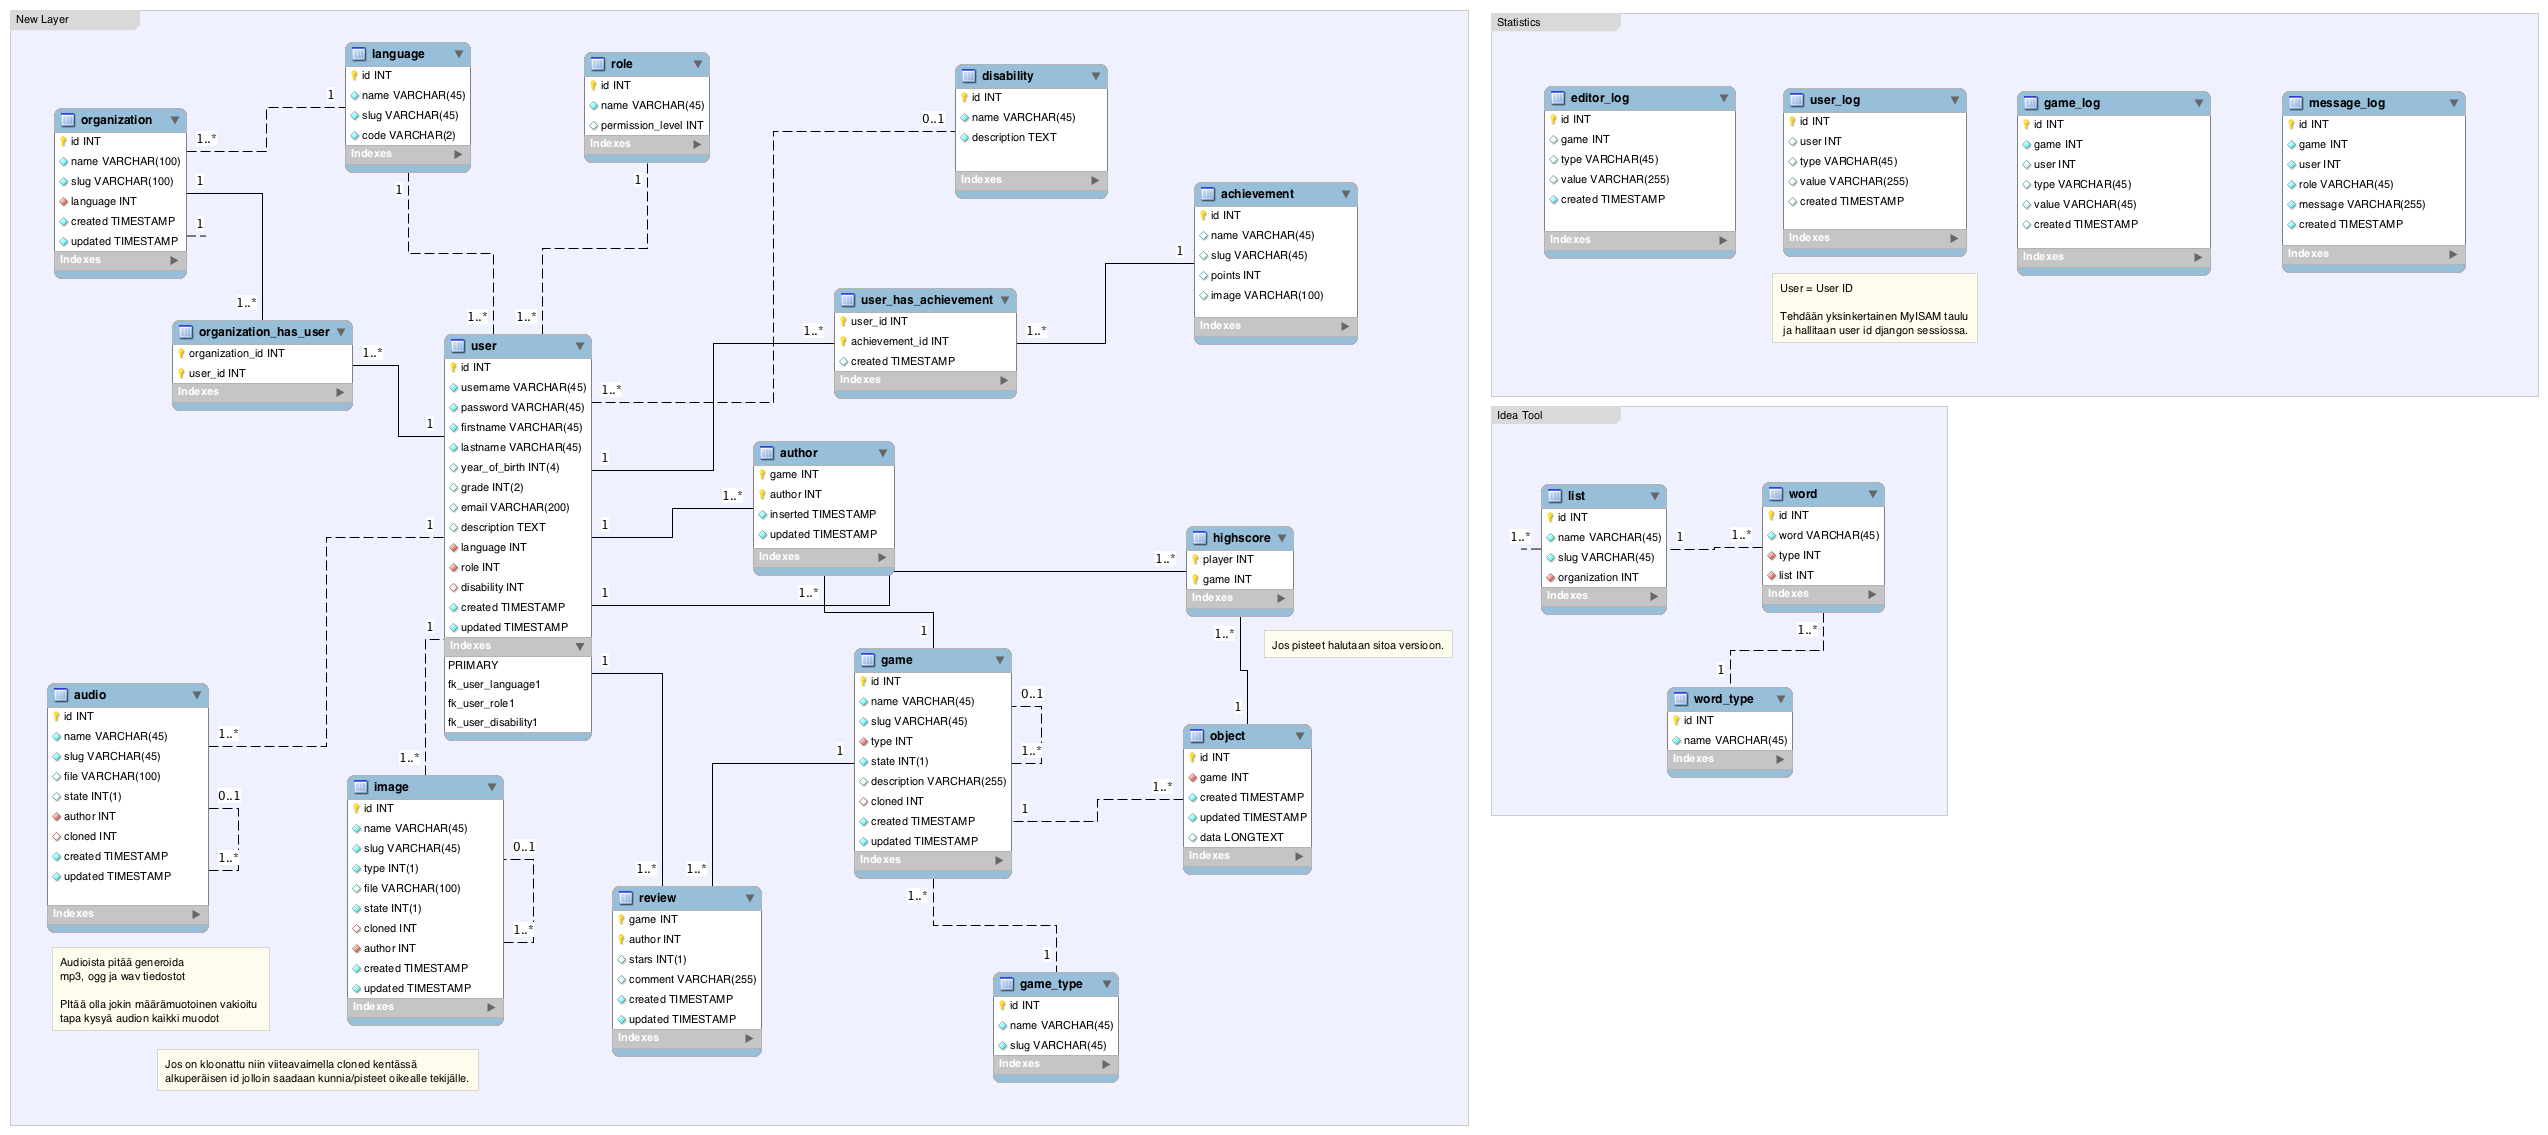 New Layer
language
id INT
name VARCHAR(45)
slug VARCHAR(45)
code VARCHAR(2)
Indexes
role
id INT
name VARCHAR(45)
permission_level INT
Indexes
disability
id INT
name VARCHAR(45)
description TEXT
Indexes
organization
id INT
name VARCHAR(100)
slug VARCHAR(100)
language INT
created TIMESTAMP
updated TIMESTAMP
Indexes
1
1..*
1
1
1..*
1
1..*
1
1..*
0..1
1..*
achievement
id INT
name VARCHAR(45)
slug VARCHAR(45)
points INT
image VARCHAR(100)
Indexes
user_has_achievement
user_id INT
achievement_id INT
created TIMESTAMP
Indexes
1
1..*
1..*
1
organization_has_user
organization_id INT
user_id INT
Indexes
1..*
1
user
id INT
username VARCHAR(45)
password VARCHAR(45)
firstname VARCHAR(45)
lastname VARCHAR(45)
year_of_birth INT(4)
grade INT(2)
email VARCHAR(200)
description TEXT
language INT
role INT
disability INT
created TIMESTAMP
updated TIMESTAMP
Indexes
PRIMARY
fk_user_language1
fk_user_role1
fk_user_disability1
author
game INT
author INT
inserted TIMESTAMP
updated TIMESTAMP
Indexes
1..*
1
1
1..*
1..*
1
highscore
player INT
game INT
Indexes
1..*
1
Jos pisteet halutaan sitoa versioon.
game
id INT
name VARCHAR(45)
slug VARCHAR(45)
type INT
state INT(1)
description VARCHAR(255)
cloned INT
created TIMESTAMP
updated TIMESTAMP
Indexes
0..1
1..*
1
1..*
1
1..*
1
object
id INT
game INT
created TIMESTAMP
updated TIMESTAMP
data LONGTEXT
Indexes
audio
id INT
name VARCHAR(45)
slug VARCHAR(45)
file VARCHAR(100)
state INT(1)
author INT
cloned INT
created TIMESTAMP
updated TIMESTAMP
Indexes
1
1..*
0..1
1..*
1
1..*
image
id INT
name VARCHAR(45)
slug VARCHAR(45)
type INT(1)
file VARCHAR(100)
state INT(1)
cloned INT
author INT
created TIMESTAMP
updated TIMESTAMP
Indexes
0..1
1..*
1
1..*
1..*
review
game INT
author INT
stars INT(1)
comment VARCHAR(255)
created TIMESTAMP
updated TIMESTAMP
Indexes
game_type
id INT
name VARCHAR(45)
slug VARCHAR(45)
Indexes
Audioista pitää generoida
mp3, ogg ja wav tiedostot
PItää olla jokin määrämuotoinen vakioitu
tapa kysyä audion kaikki muodot
Jos on kloonattu niin viiteavaimella cloned kentässä
alkuperäisen id jolloin saadaan kunnia/pisteet oikealle tekijälle.
Statistics
editor_log
id INT
game INT
type VARCHAR(45)
value VARCHAR(255)
created TIMESTAMP
Indexes
user_log
id INT
user INT
type VARCHAR(45)
value VARCHAR(255)
created TIMESTAMP
Indexes
game_log
id INT
game INT
user INT
type VARCHAR(45)
value VARCHAR(45)
created TIMESTAMP
Indexes
message_log
id INT
game INT
user INT
role VARCHAR(45)
message VARCHAR(255)
created TIMESTAMP
Indexes
User = User ID
Tehdään yksinkertainen MyISAM taulu
ja hallitaan user id djangon sessiossa.
Idea Tool
list
id INT
name VARCHAR(45)
slug VARCHAR(45)
organization INT
Indexes
1..*
1
1..*
word
id INT
word VARCHAR(45)
type INT
list INT
Indexes
1..*
1
word_type
id INT
name VARCHAR(45)
Indexes